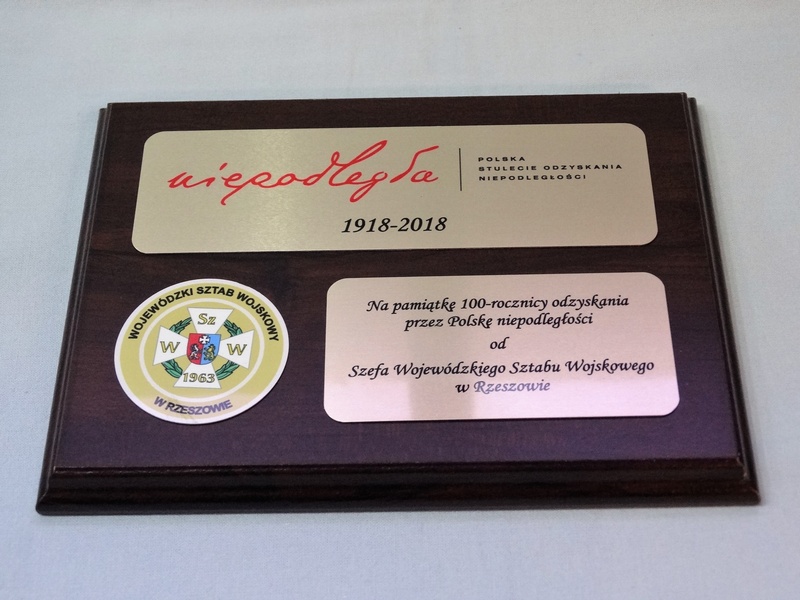 niepodległa
POLSKA
STULECIE ODZYSKANIA
NIEPODLEGŁOŚCI
1918-2018
WOJEWÓDZKI SZTAB WOJSKOWY
Sz
W W
1963
W RZESZOWIE
Na pamiątkę 100-rocznicy odzyskania
przez Polskę niepodległości
od
Szefa Wojewódzkiego Sztabu Wojskowego
w Rzeszowie